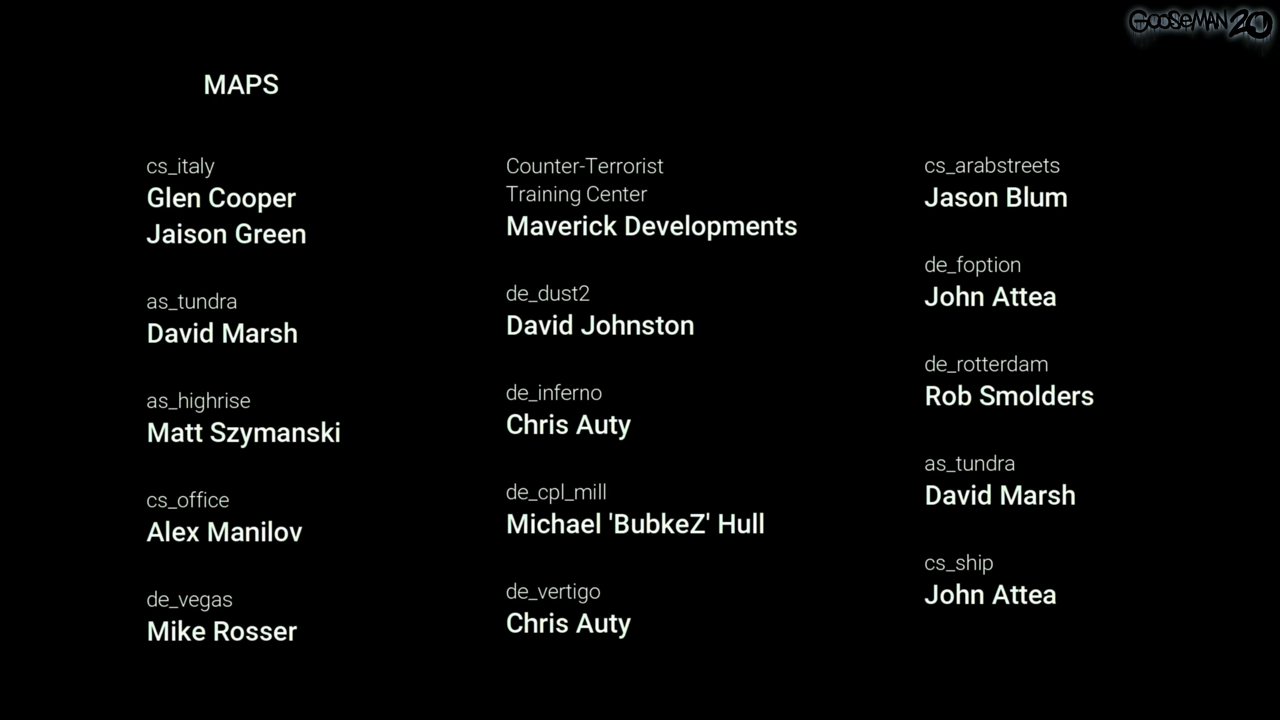 GOOSEMAN 20
MAPS
cs_italy
Glen Cooper
Jaison Green
as_tundra
David Marsh
as_highrise
Matt Szymanski
cs_office
Alex Manilov
de_vegas
Mike Rosser
Counter-Terrorist
Training Center
Maverick Developments
de_dust2
David Johnston
de_inferno
Chris Auty
de_cpl_mill
Michael 'BubkeZ' Hull
de_vertigo
Chris Auty
cs_arabstreets
Jason Blum
de_foption
John Attea
de_rotterdam
Rob Smolders
as_tundra
David Marsh
cs_ship
John Attea